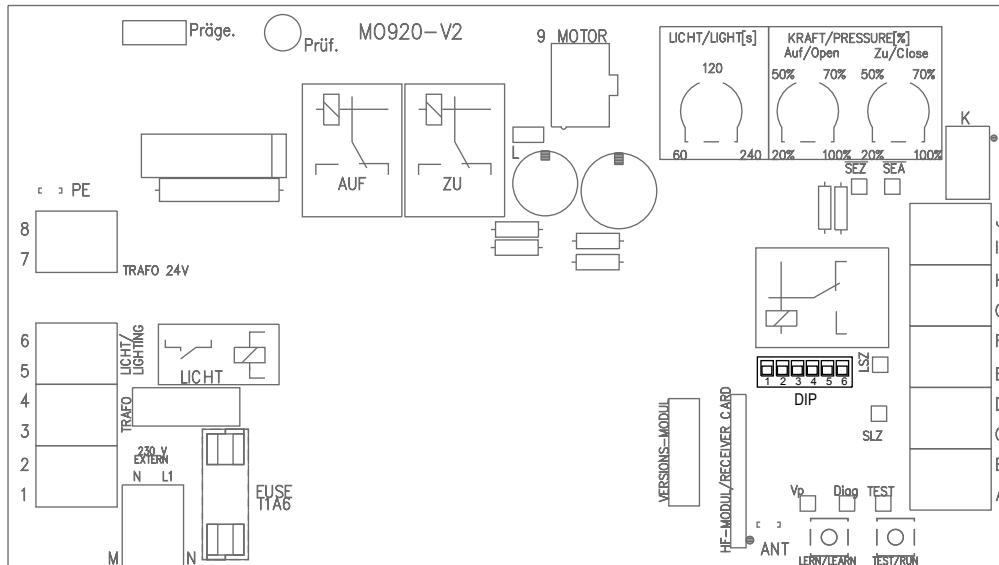 Präge.
Prüf.
MO920-V2
9 MOTOR
LICHT/LIGHT[s]
120
60
240
KRAFT/PRESSURE[%]
Auf/Open
Zu/Close
50%
70%
50%
70%
20%
100%
20%
100%
K
SEZ
SEA
L
AUF
ZU
PE
8
7
TRAFO 24V
J
I
H
G
F
E
D
C
B
A
6
5
LICHT/
LIGHTING
LICHT
4
3
TRAFO
2
1
230 V
EXTERN
N
L1
M
N
FUSE
T1A6
1 2 3 4 5 6
DIP
LSZ
SLZ
VERSIONS-MODUL
HF-MODUL/RECEIVER CARD
Vp
Diag
TEST
ANT
LERN/LEARN
TEST/RUN